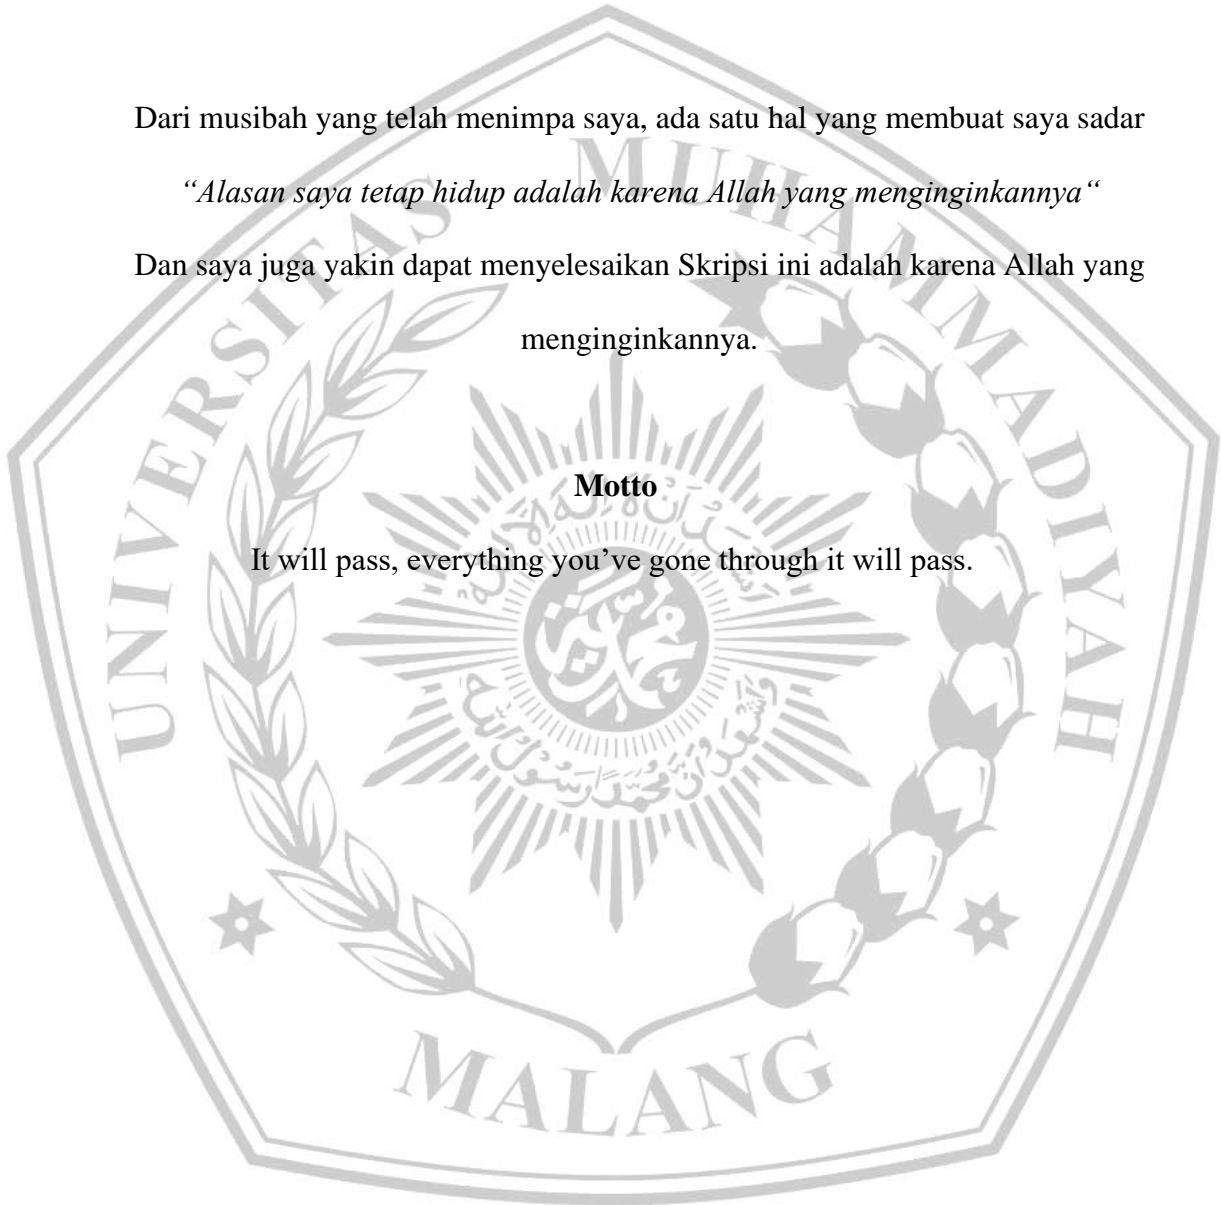 Dari musibah yang telah menimpa saya, ada satu hal yang membuat saya sadar
“Alasan saya tetap hidup adalah karena Allah yang menginginkannya“
Dan saya juga yakin dapat menyelesaikan Skripsi ini adalah karena Allah yang
menginginkannya.
Motto
It will pass, everything you’ve gone through it will pass.
UNIVERSITAS MUHAMMADIYAH
MALANG